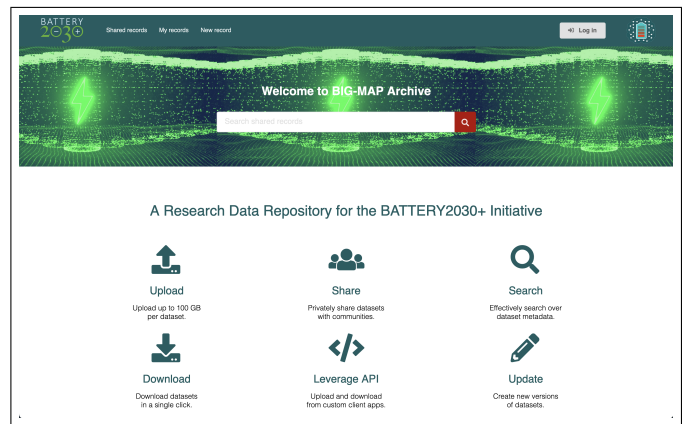 BATTERY
2030+
Shared records My records New record
Log in
Welcome to BIG-MAP Archive
Search shared records
A Research Data Repository for the BATTERY2030+ Initiative
Upload Share Search
Upload up to 100 GB
per dataset.
Privately share datasets
with communities.
Effectively search over
dataset metadata.
Download Leverage API Update
Download datasets
in a single click.
Upload and download
from custom client apps.
Create new versions
of datasets.